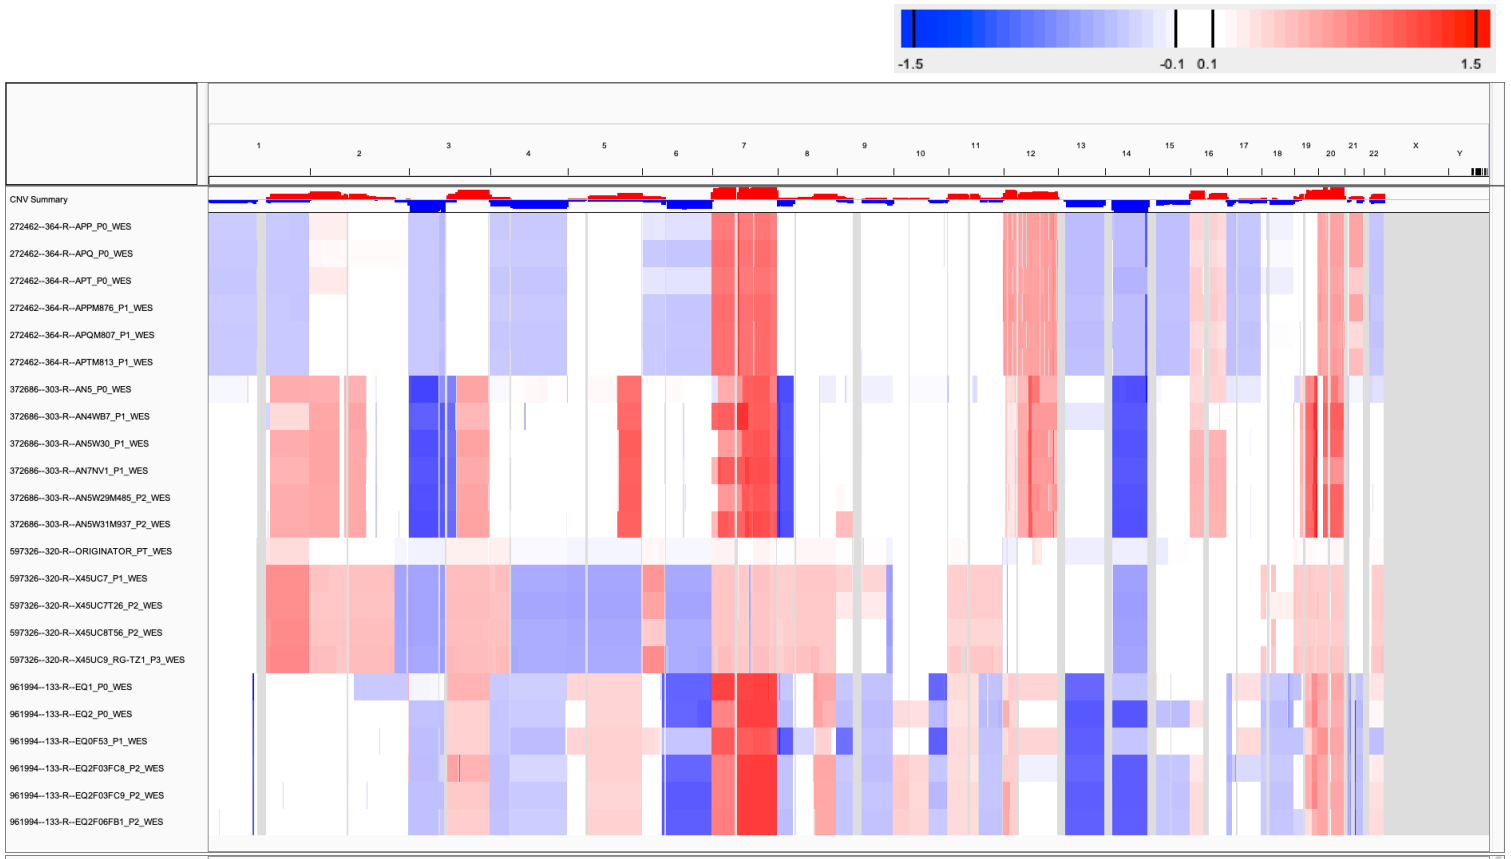 -1.5 -0.1 0.1 1.5
1 2 3 4 5 6 7 8 9 10 11 12 13 14 15 16 17 18 19 20 21 22 X Y
CNV Summary
272462--364-R--APP_P0_WES
272462--364-R--APQ_P0_WES
272462--364-R--APT_P0_WES
272462--364-R--APPM876_P1_WES
272462--364-R--APQM807_P1_WES
272462--364-R--APTM813_P1_WES
372686--303-R--AN5_P0_WES
372686--303-R--AN4WB7_P1_WES
372686--303-R--AN5W30_P1_WES
372686--303-R--AN7NV1_P1_WES
372686--303-R--AN5W29M485_P2_WES
372686--303-R--AN5W31M937_P2_WES
597326--320-R--ORIGINATOR_PT_WES
597326--320-R--X45UC7_P1_WES
597326--320-R--X45UC7T26_P2_WES
597326--320-R--X45UC8T56_P2_WES
597326--320-R--X45UC9_RG-TZ1_P3_WES
961994--133-R--EQ1_P0_WES
961994--133-R--EQ2_P0_WES
961994--133-R--EQ0F53_P1_WES
961994--133-R--EQ2F03FC8_P2_WES
961994--133-R--EQ2F03FC9_P2_WES
961994--133-R--EQ2F06FB1_P2_WES